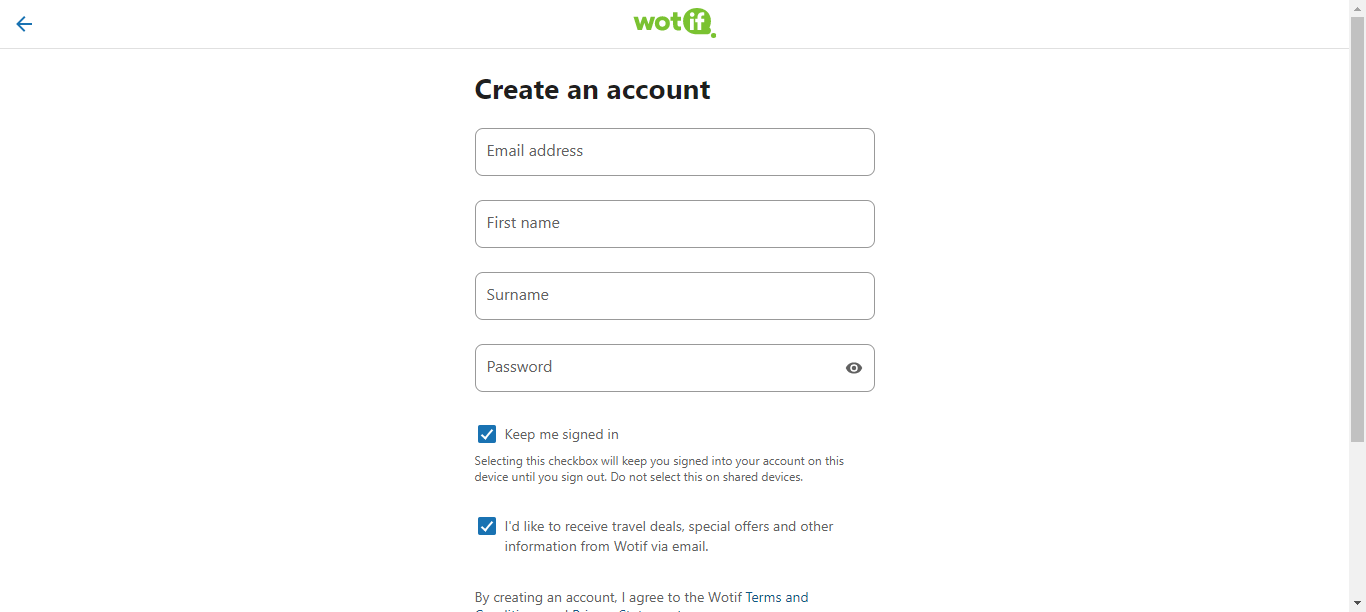 wotif.
Create an account
Email address
First name
Surname
Password
Keep me signed in
Selecting this checkbox will keep you signed into your account on this
device until you sign out. Do not select this on shared devices.
I'd like to receive travel deals, special offers and other
information from Wotif via email.
By creating an account, I agree to the Wotif Terms and